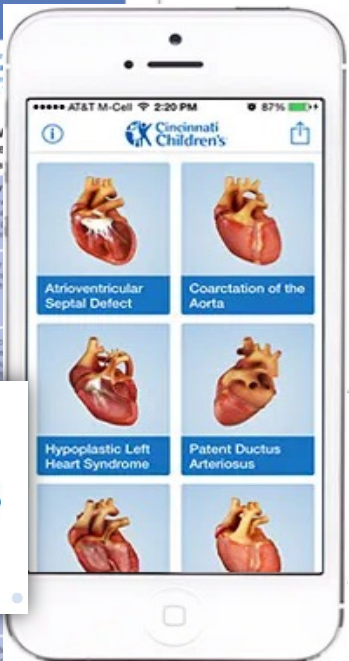 AT&T M-Cell 2:20 PM 87%
Cincinnati
Children's
Atrioventricular
Septal Defect
Coarctation of the
Aorta
Hypoplastic Left
Heart Syndrome
Patent Ductus
Arteriosus